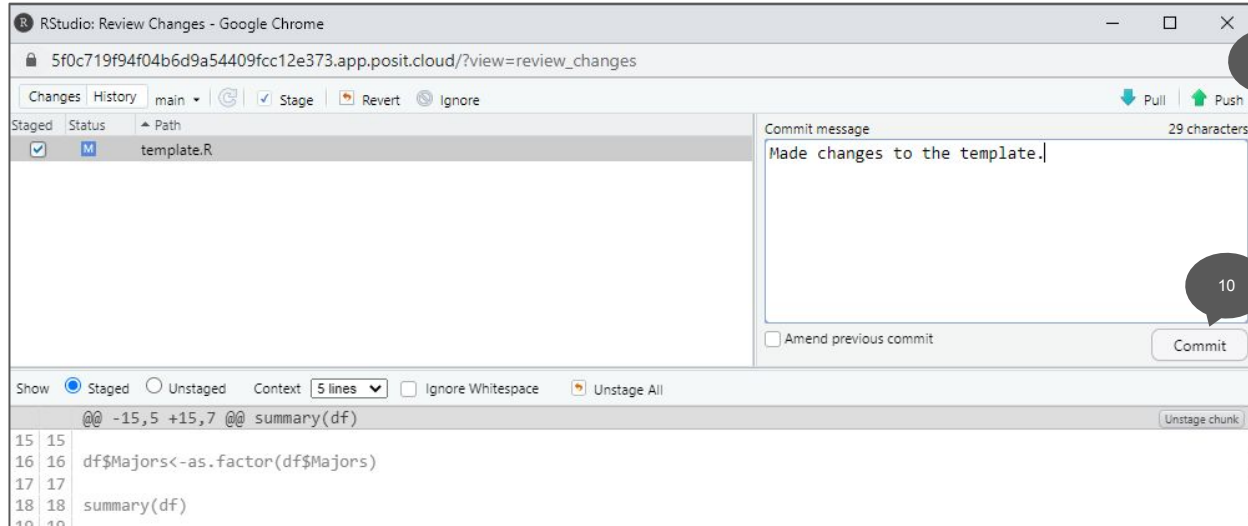 R RStudio: Review Changes - Google Chrome
5f0c719f94f04b6d9a54409fcc12e373.app.posit.cloud/?view=review_changes
Changes History main Stage Revert Ignore Pull Push
Staged Status Path Commit message 29 characters
M template.R
Made changes to the template.
10
Amend previous commit Commit
Show Staged Unstaged Context 5 lines Ignore Whitespace Unstage All
@@ -15,5 +15,7 @@ summary(df) Unstage chunk
15 15
16 16 df$Majors<-as.factor(df$Majors)
17 17
18 18 summary(df)
19 19